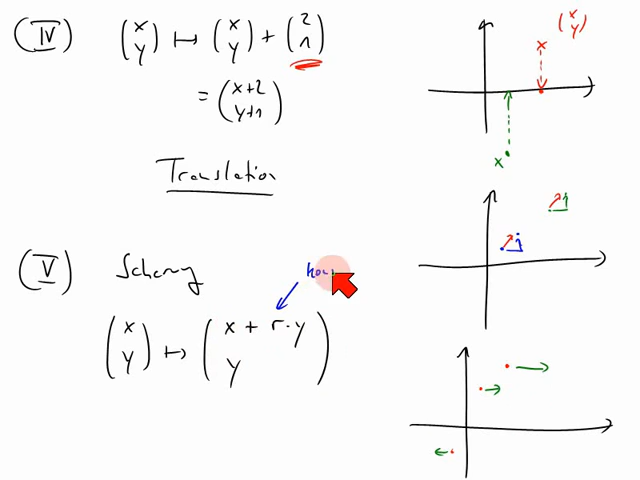 (IV) (x y) ↦ (x y) + (2 1)
= (x+2 y+1)
Translation
(V) Scherung
(x y) ↦ (x + r·y y)
(x y)
x
x